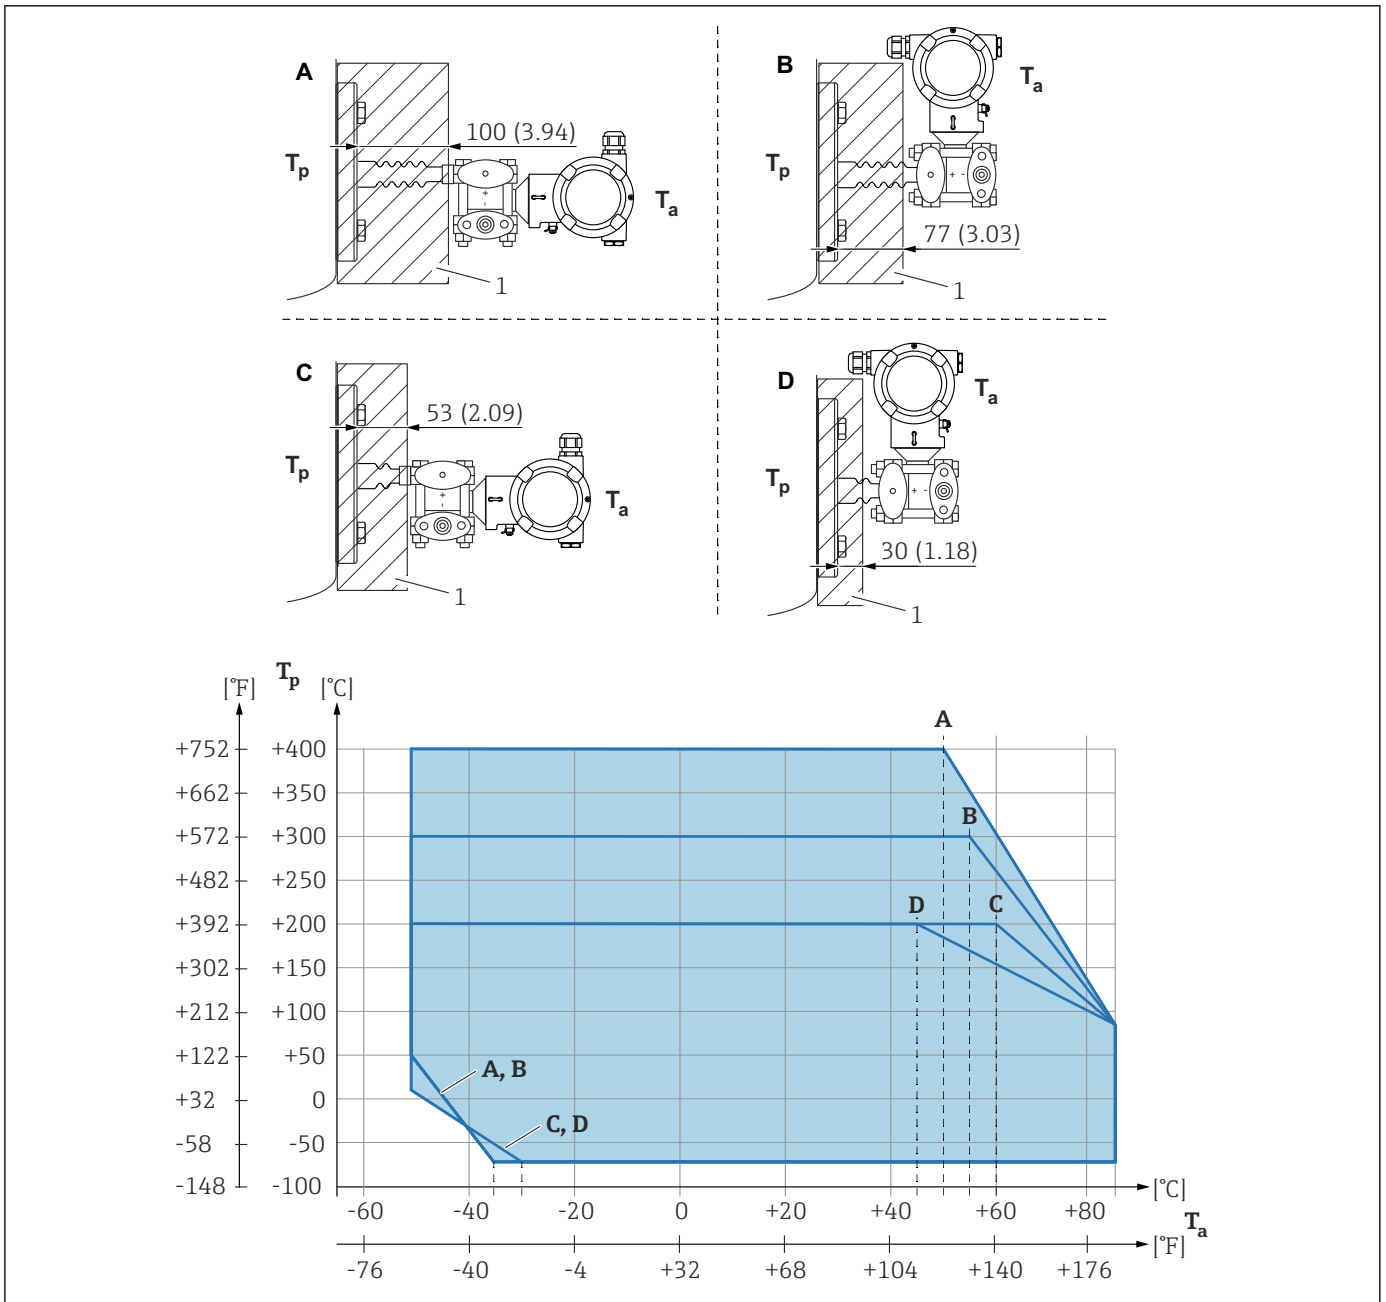 A
100 (3.94)
Tp
Ta
1
B
Ta
Tp
77 (3.03)
1
C
53 (2.09)
Tp
Ta
1
D
Ta
Tp
30 (1.18)
1
[°F] Tp [°C]
A
+752 +400
+662 +350
B
+572 +300
+482 +250
D C
+392 +200
+302 +150
+212 +100
+122 +50
A, B
+32 0
C, D
-58 -50
-148 -100
[°C]
-60 -40 -20 0 +20 +40 +60 +80
Ta
[°F]
-76 -40 -4 +32 +68 +104 +140 +176